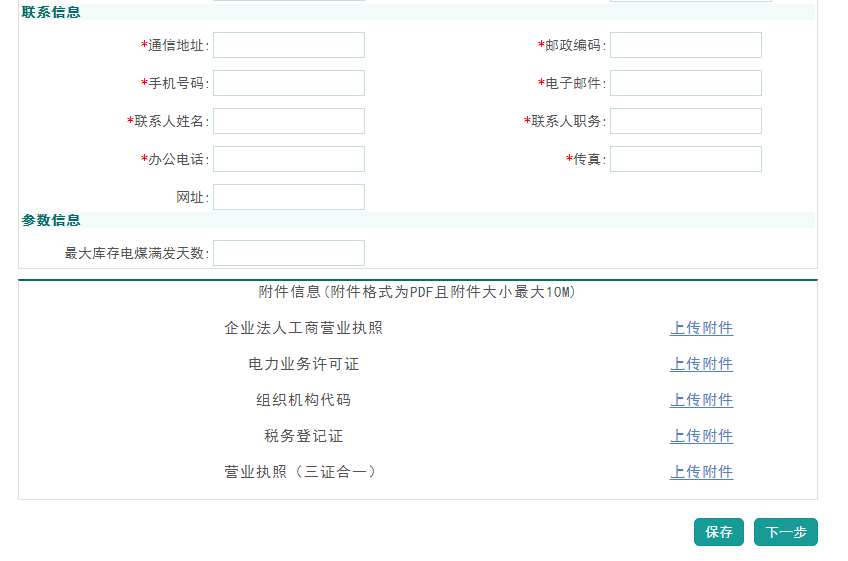 联系信息
*通信地址: *邮政编码:
*手机号码: *电子邮件:
*联系人姓名: *联系人职务:
*办公电话: *传真:
网址:
参数信息
最大库存电煤满发天数:
附件信息(附件格式为PDF且附件大小最大10M)
企业法人工商营业执照 上传附件
电力业务许可证 上传附件
组织机构代码 上传附件
税务登记证 上传附件
营业执照（三证合一） 上传附件
保存 下一步